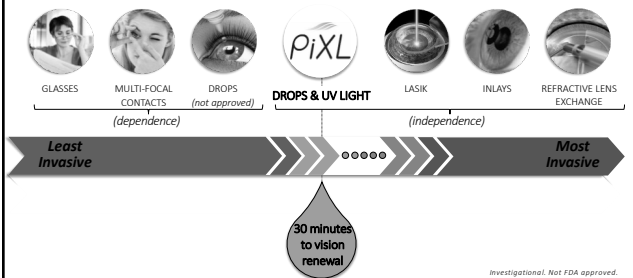 PiXL
GLASSES
MULTI-FOCAL
CONTACTS
DROPS
(not approved)
DROPS & UV LIGHT
LASIK
INLAYS
REFRACTIVE LENS
EXCHANGE
(dependence)
(independence)
Least
Invasive
Most
Invasive
30 minutes
to vision
renewal
Investigational. Not FDA approved.